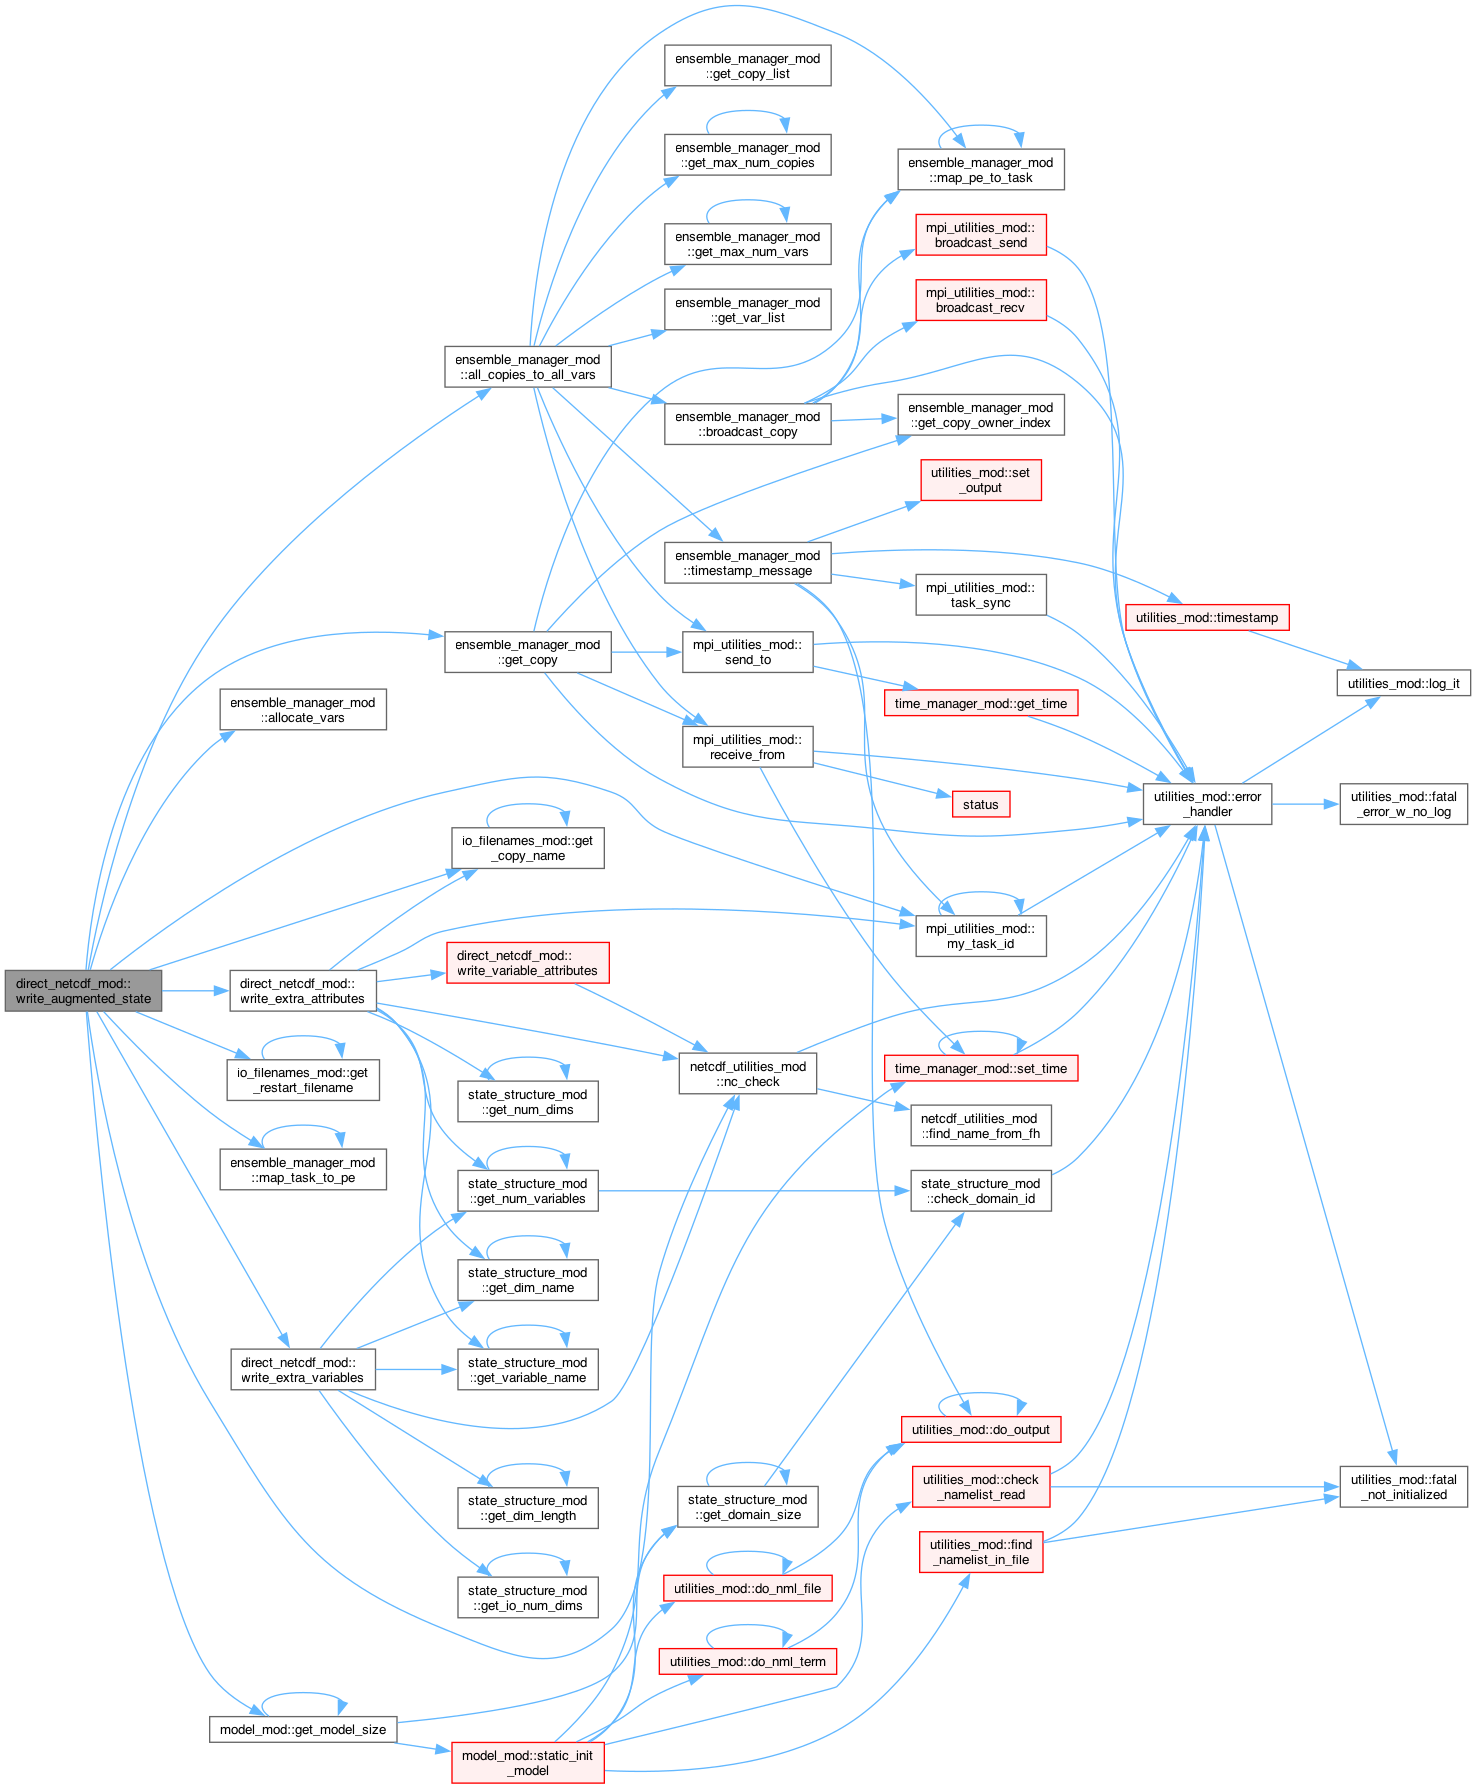 direct_netcdf_mod::
write_augmented_state
ensemble_manager_mod
::all_copies_to_all_vars
ensemble_manager_mod
::get_copy
ensemble_manager_mod
::allocate_vars
io_filenames_mod::get
_copy_name
direct_netcdf_mod::
write_extra_attributes
io_filenames_mod::get
_restart_filename
ensemble_manager_mod
::map_task_to_pe
direct_netcdf_mod::
write_extra_variables
model_mod::get_model_size
direct_netcdf_mod::
write_variable_attributes
state_structure_mod
::get_num_dims
state_structure_mod
::get_num_variables
state_structure_mod
::get_dim_name
state_structure_mod
::get_variable_name
state_structure_mod
::get_dim_length
state_structure_mod
::get_io_num_dims
model_mod::static_init
_model
ensemble_manager_mod
::get_copy_list
ensemble_manager_mod
::get_max_num_copies
ensemble_manager_mod
::get_max_num_vars
ensemble_manager_mod
::get_var_list
ensemble_manager_mod
::broadcast_copy
ensemble_manager_mod
::timestamp_message
mpi_utilities_mod::
send_to
mpi_utilities_mod::
receive_from
netcdf_utilities_mod
::nc_check
state_structure_mod
::get_domain_size
utilities_mod::do_nml_file
utilities_mod::do_nml_term
ensemble_manager_mod
::map_pe_to_task
mpi_utilities_mod::
broadcast_send
mpi_utilities_mod::
broadcast_recv
ensemble_manager_mod
::get_copy_owner_index
utilities_mod::set
_output
mpi_utilities_mod::
task_sync
time_manager_mod::get_time
status
mpi_utilities_mod::
my_task_id
time_manager_mod::set_time
netcdf_utilities_mod
::find_name_from_fh
state_structure_mod
::check_domain_id
utilities_mod::do_output
utilities_mod::check
_namelist_read
utilities_mod::find
_namelist_in_file
utilities_mod::timestamp
utilities_mod::error
_handler
utilities_mod::log_it
utilities_mod::fatal
_error_w_no_log
utilities_mod::fatal
_not_initialized